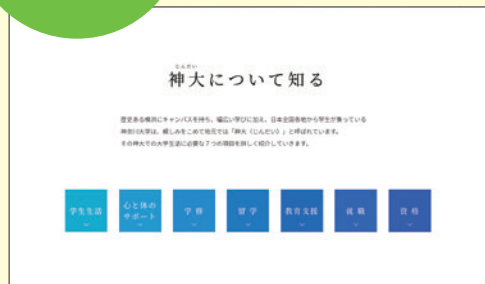 じんだい
神大について知る
歴史ある横浜にキャンパスを持ち、幅広い学びに加え、日本全国各地から学生が集っている
神奈川大学は、親しみをこめて地元では「神大（じんだい）」と呼ばれています。
その神大での大学生活に必要な7つの項目を詳しく紹介していきます。
学生生活
心と体の
サポート
学修
留学
教育支援
就職
資格